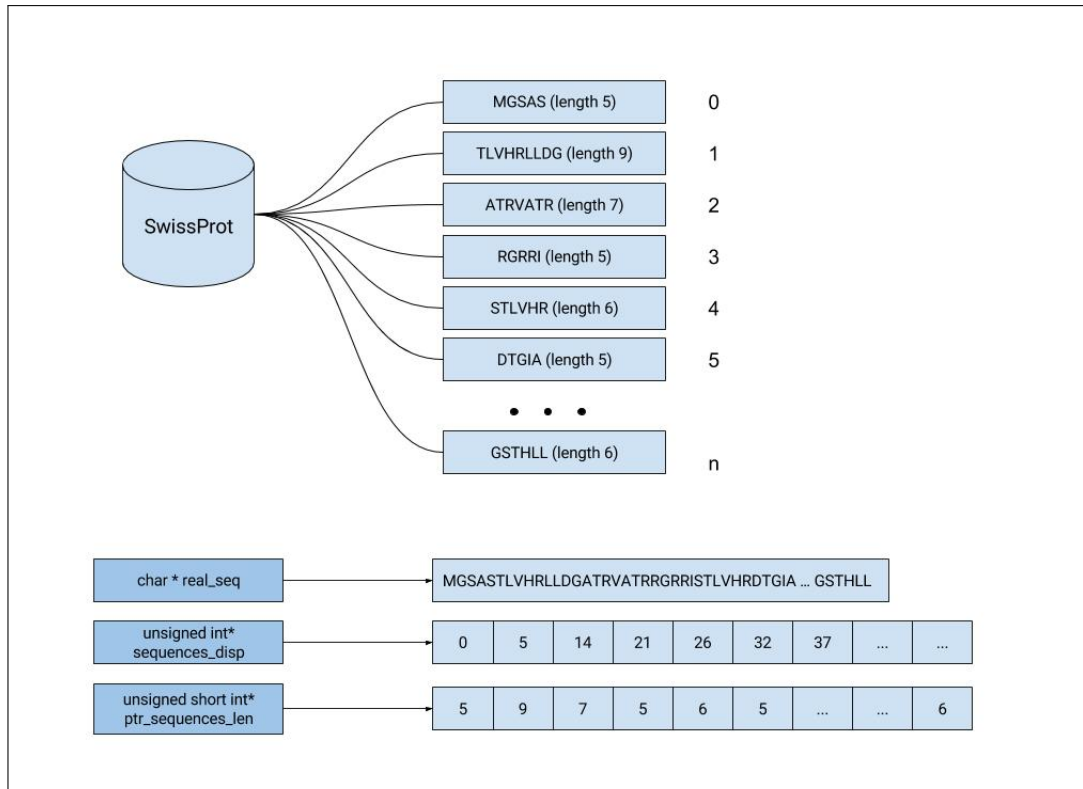 MGSAS (length 5) 0
TLVHRLLDG (length 9) 1
ATRVATR (length 7) 2
SwissProt
RGRRI (length 5) 3
STLVHR (length 6) 4
DTGIA (length 5) 5
• • •
GSTHLL (length 6) n
char * real_seq
MGSASTLVHRLLDGATRVATRRGRRISTLVHRDTGIA ... GSTHLL
unsigned int*
sequences_disp
0 5 14 21 26 32 37 ... ...
unsigned short int*
ptr_sequences_len
5 9 7 5 6 5 ... ... 6